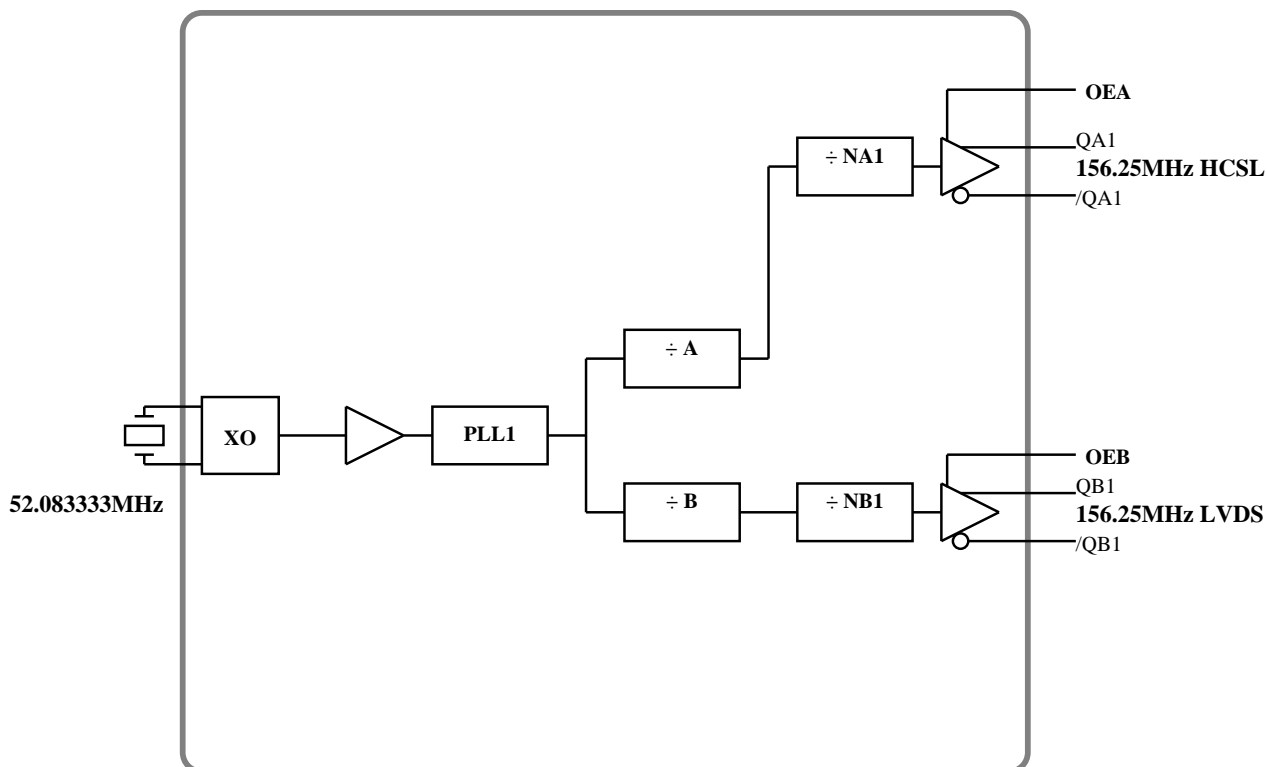 OEA
÷ NA1
QA1
156.25MHz HCSL
/QA1
÷ A
XO
PLL1
OEB
52.083333MHz
÷ B
÷ NB1
QB1
156.25MHz LVDS
/QB1